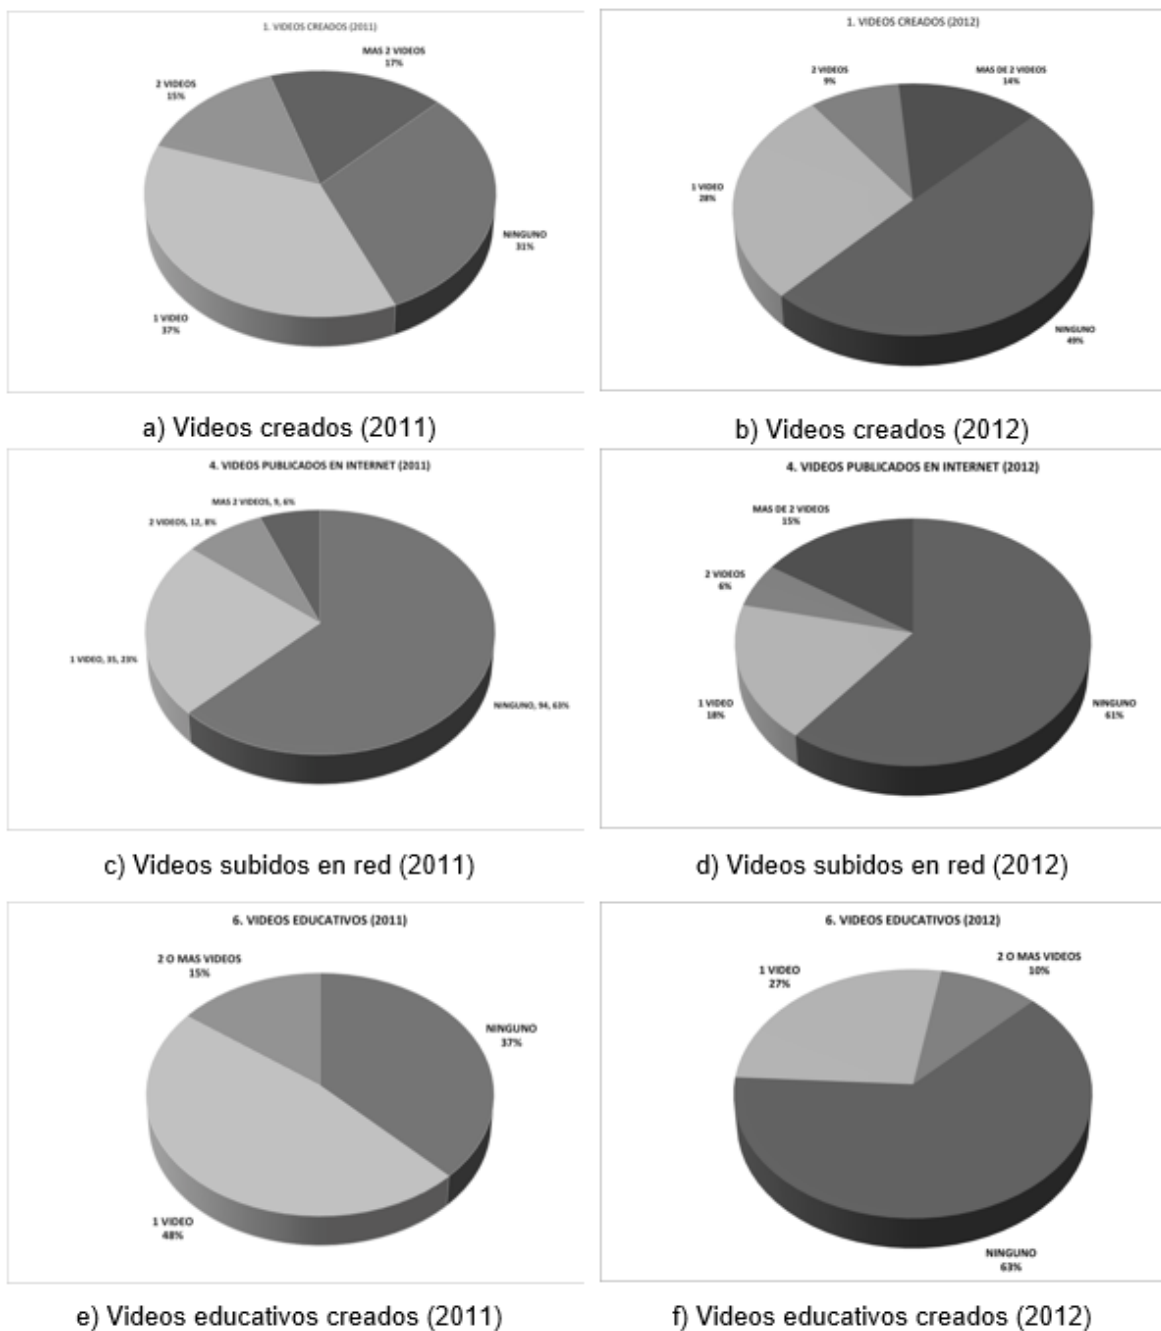 1. VIDEOS CREADOS (2011)
MAS 2 VIDEOS
17%
2 VIDEOS
15%
NINGUNO
31%
1 VIDEO
37%
a) Videos creados (2011)
1. VIDEOS CREADOS (2012)
2 VIDEOS
9%
MAS DE 2 VIDEOS
14%
1 VIDEO
28%
NINGUNO
49%
b) Videos creados (2012)
4. VIDEOS PUBLICADOS EN INTERNET (2011)
MAS 2 VIDEOS, 9, 6%
2 VIDEOS, 12, 8%
1 VIDEO, 35, 23%
NINGUNO, 94, 63%
c) Videos subidos en red (2011)
4. VIDEOS PUBLICADOS EN INTERNET (2012)
MAS DE 2 VIDEOS
15%
2 VIDEOS
6%
1 VIDEO
18%
NINGUNO
61%
d) Videos subidos en red (2012)
6. VIDEOS EDUCATIVOS (2011)
2 O MAS VIDEOS
15%
NINGUNO
37%
1 VIDEO
48%
e) Videos educativos creados (2011)
6. VIDEOS EDUCATIVOS (2012)
2 O MAS VIDEOS
10%
1 VIDEO
27%
NINGUNO
63%
f) Videos educativos creados (2012)